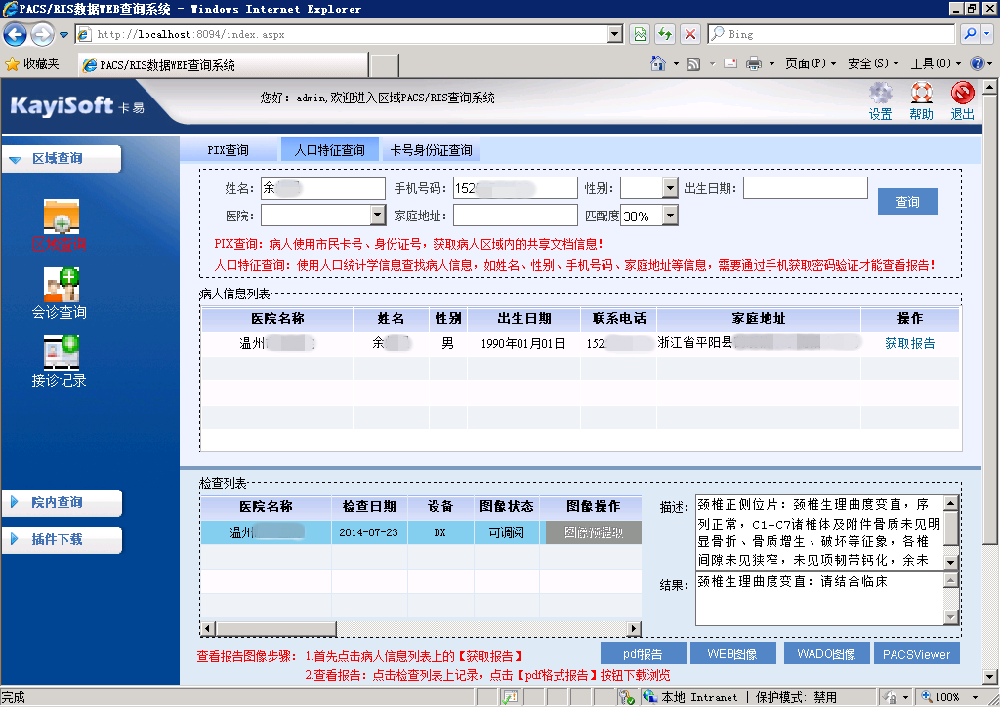 PACS/RIS数据WEB查询系统 - Windows Internet Explorer
http://localhost:8094/index.aspx
Bing
收藏夹
PACS/RIS数据WEB查询系统
页面(P)
安全(S)
工具(O)
KayiSoft 卡易
您好: admin,欢迎进入区域PACS/RIS查询系统
设置
帮助
退出
区域查询
会诊查询
接诊记录
院内查询
插件下载
PIX查询
人口特征查询
卡号身份证查询
姓名: 余
手机号码: 152
性别:
出生日期:
查询
医院:
家庭地址:
匹配度 30%
PIX查询: 病人使用市民卡号、身份证号, 获取病人区域内的共享文档信息!
人口特征查询: 使用人口统计学信息查找病人信息, 如姓名、性别、手机号码、家庭地址等信息, 需要通过手机获取密码验证才能查看报告!
病人信息列表
医院名称 姓名 性别 出生日期 联系电话 家庭地址 操作
温州 余 男 1990年01月01日 152 浙江省平阳县 获取报告
检查列表
医院名称 检查日期 设备 图像状态 图像操作
温州 2014-07-23 DX 可调阅 图像预提取
描述:
颈椎正侧位片: 颈椎生理曲度变直, 序
列正常, C1-C7诸椎体及附件骨质未见明
显骨折、骨质增生、破坏等征象, 各椎
间隙未见狭窄, 未见项韧带钙化, 余未
结果:
颈椎生理曲度变直: 请结合临床
查看报告图像步骤: 1.首先点击病人信息列表上的【获取报告】
2.查看报告: 点击检查列表上记录, 点击【pdf格式报告】按钮下载浏览
pdf报告
WEB图像
WADO图像
PACSViewer
完成
本地 Intranet | 保护模式: 禁用
100%